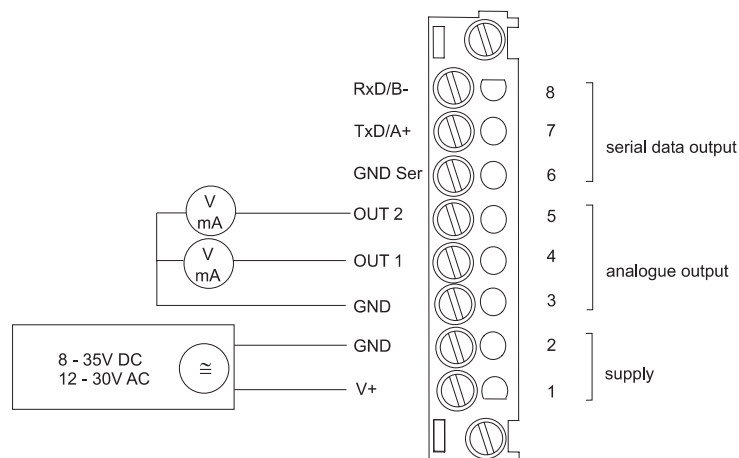 RxD/B- 8
TxD/A+ 7
serial data output
GND Ser 6
V
mA
OUT 2 5
V
mA
OUT 1 4
analogue output
GND 3
GND 2
8 - 35V DC
≅
12 - 30V AC
supply
V+ 1